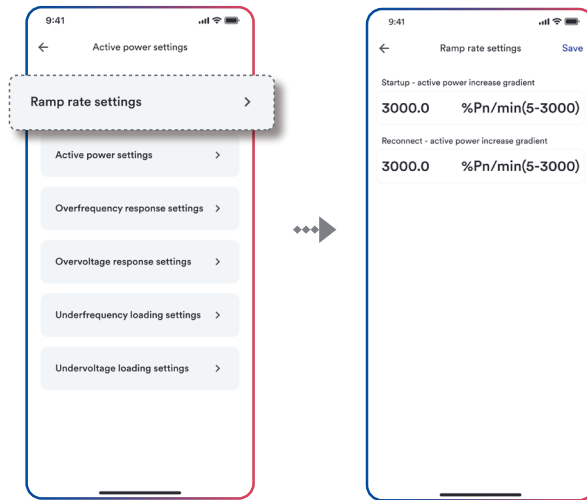 9:41
Active power settings
Ramp rate settings
Active power settings
Overfrequency response settings
Overvoltage response settings
Underfrequency loading settings
Undervoltage loading settings
9:41
Ramp rate settings Save
Startup - active power increase gradient
3000.0 %Pn/min(5-3000)
Reconnect - active power increase gradient
3000.0 %Pn/min(5-3000)